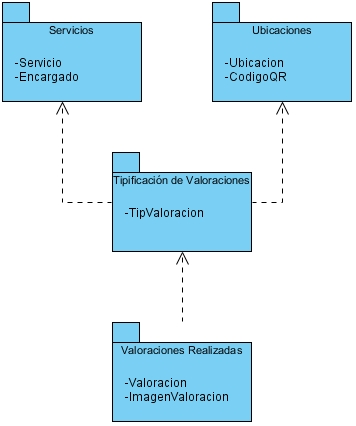 Servicios
-Servicio
-Encargado
Ubicaciones
-Ubicacion
-CodigoQR
Tipificación de Valoraciones
-TipValoracion
Valoraciones Realizadas
-Valoracion
-ImagenValoracion